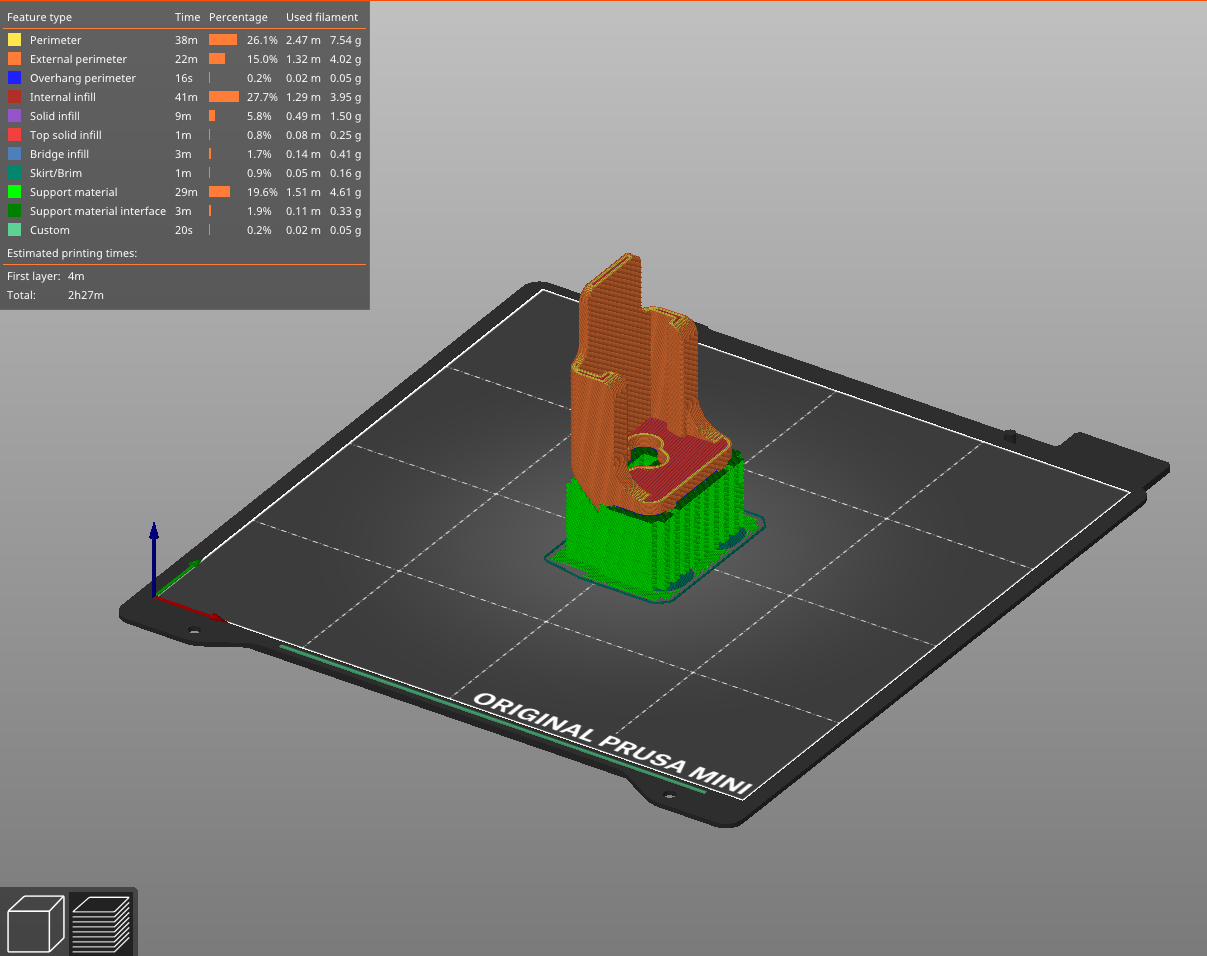 Feature type Time Percentage Used filament
Perimeter 38m 26.1% 2.47 m 7.54 g
External perimeter 22m 15.0% 1.32 m 4.02 g
Overhang perimeter 16s 0.2% 0.02 m 0.05 g
Internal infill 41m 27.7% 1.29 m 3.95 g
Solid infill 9m 5.8% 0.49 m 1.50 g
Top solid infill 1m 0.8% 0.08 m 0.25 g
Bridge infill 3m 1.7% 0.14 m 0.41 g
Skirt/Brim 1m 0.9% 0.05 m 0.16 g
Support material 29m 19.6% 1.51 m 4.61 g
Support material interface 3m 1.9% 0.11 m 0.33 g
Custom 20s 0.2% 0.02 m 0.05 g
Estimated printing times:
First layer: 4m
Total: 2h27m
ORIGINAL PRUSA MINI